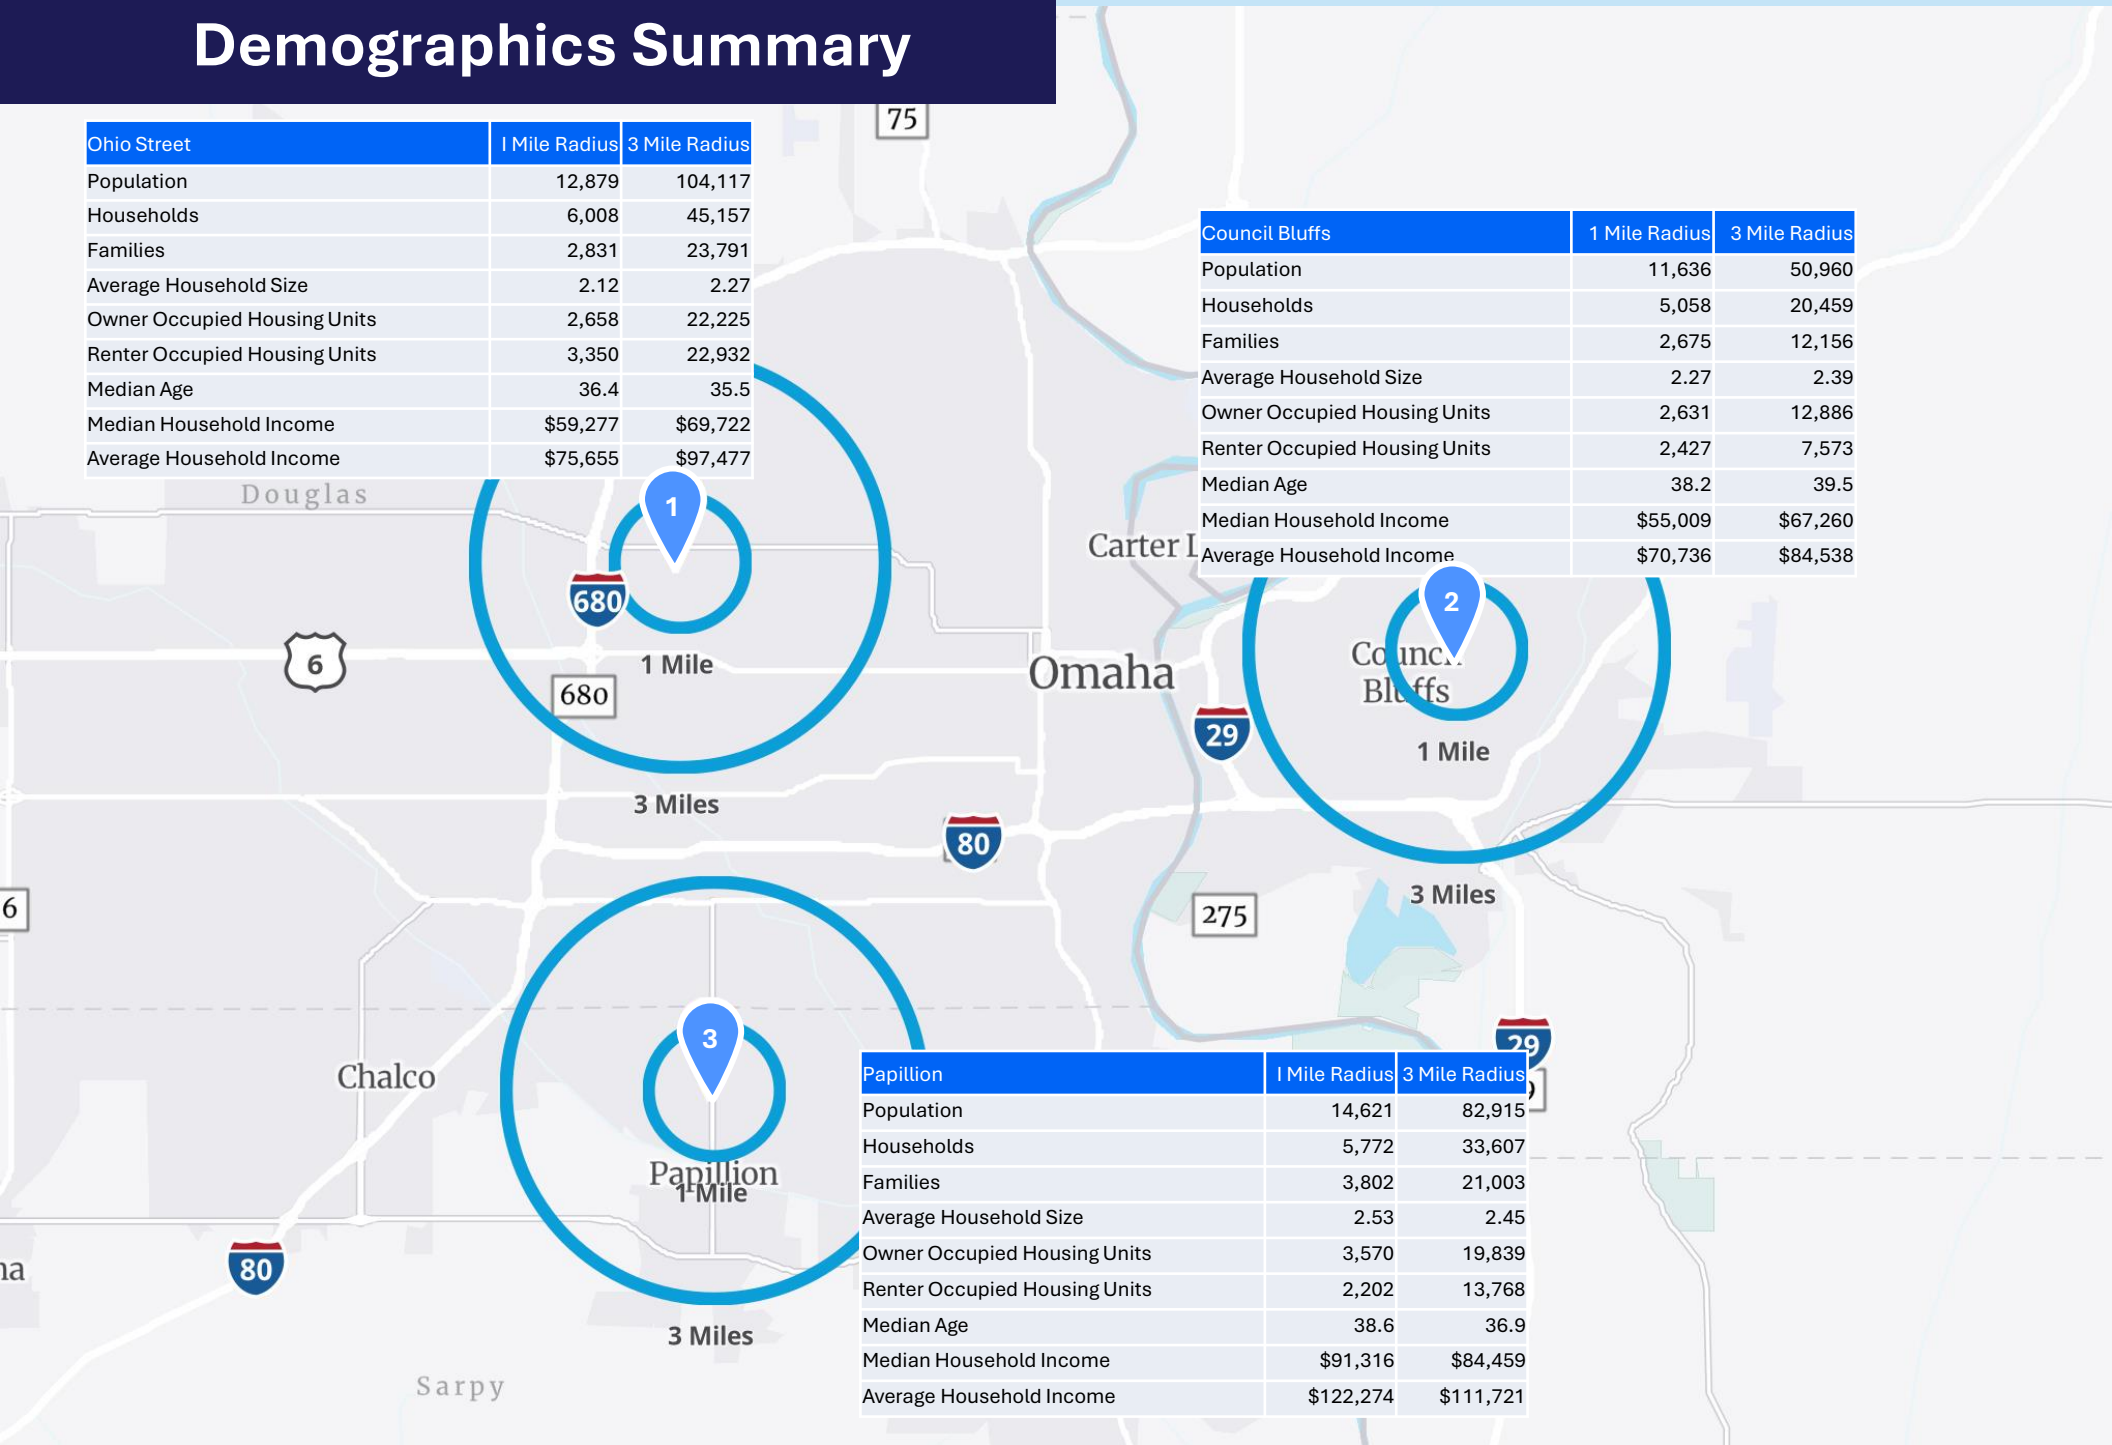 Demographics Summary
75
Ohio Street I Mile Radius 3 Mile Radius
Population 12,879 104,117
Households 6,008 45,157
Families 2,831 23,791
Average Household Size 2.12 2.27
Owner Occupied Housing Units 2,658 22,225
Renter Occupied Housing Units 3,350 22,932
Median Age 36.4 35.5
Median Household Income $59,277 $69,722
Average Household Income $75,655 $97,477
Council Bluffs 1 Mile Radius 3 Mile Radius
Population 11,636 50,960
Households 5,058 20,459
Families 2,675 12,156
Average Household Size 2.27 2.39
Owner Occupied Housing Units 2,631 12,886
Renter Occupied Housing Units 2,427 7,573
Median Age 38.2 39.5
Median Household Income $55,009 $67,260
Average Household Income $70,736 $84,538
Douglas
1
Carter L
680
2
6
1 Mile
Omaha
Council
Bluffs
680
29
1 Mile
3 Miles
80
3 Miles
6
275
3
29
Chalco
Papillion
1 Mile
80
3 Miles
Sarpy
Papillion I Mile Radius 3 Mile Radius
Population 14,621 82,915
Households 5,772 33,607
Families 3,802 21,003
Average Household Size 2.53 2.45
Owner Occupied Housing Units 3,570 19,839
Renter Occupied Housing Units 2,202 13,768
Median Age 38.6 36.9
Median Household Income $91,316 $84,459
Average Household Income $122,274 $111,721